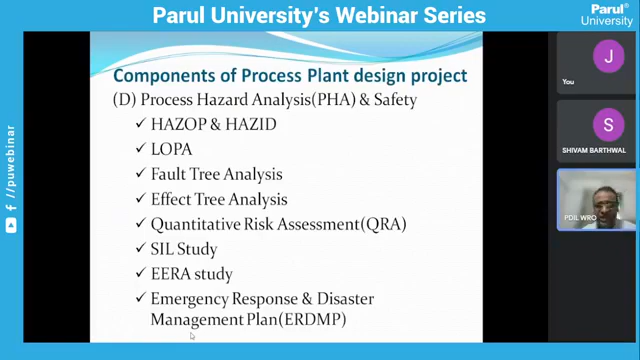 Parul University's Webinar Series
Parul®
University
Components of Process Plant design project
(D) Process Hazard Analysis(PHA) & Safety
✓ HAZOP & HAZID
✓ LOPA
✓ Fault Tree Analysis
✓ Effect Tree Analysis
✓ Quantitative Risk Assessment(QRA)
✓ SIL Study
✓ EERA study
✓ Emergency Response & Disaster
Management Plan(ERDMP)
J
You
S
SHIVAM BARTHWAL
PDIL WRO
f //puwebinar